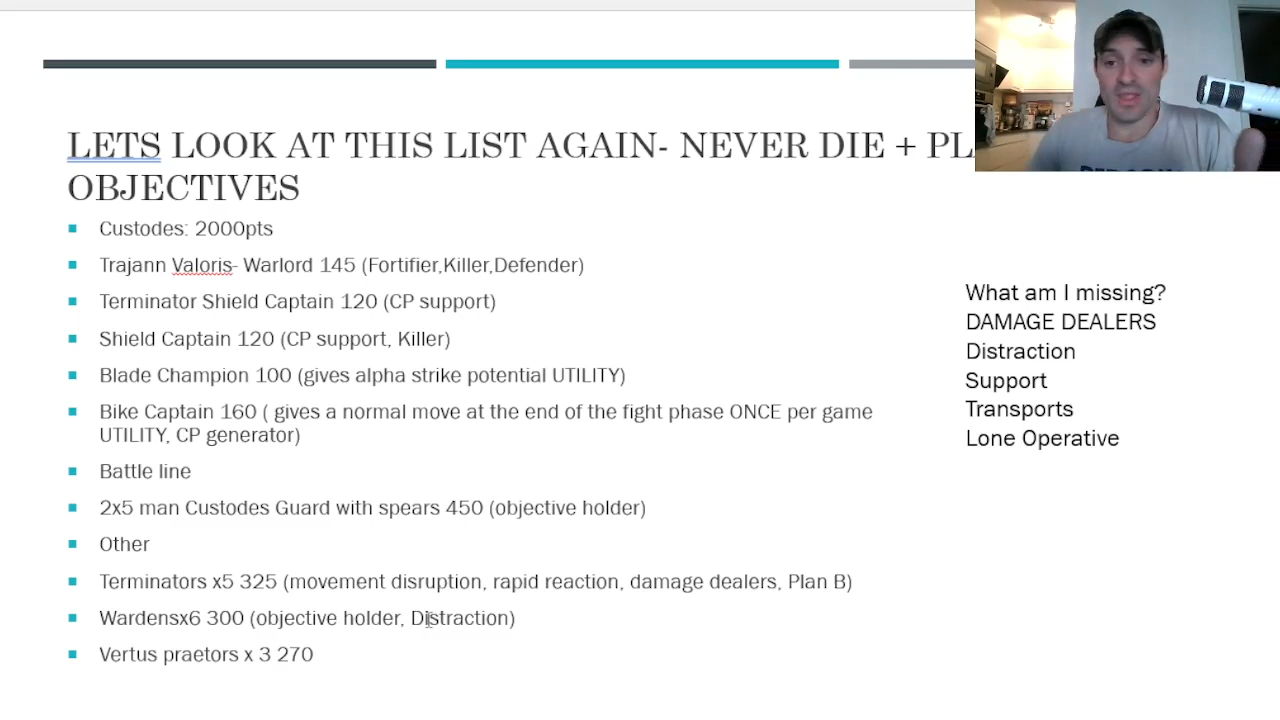 LETS LOOK AT THIS LIST AGAIN- NEVER DIE + PL
OBJECTIVES
Custodes: 2000pts
Trajann Valoris- Warlord 145 (Fortifier,Killer,Defender)
Terminator Shield Captain 120 (CP support)
Shield Captain 120 (CP support, Killer)
Blade Champion 100 (gives alpha strike potential UTILITY)
Bike Captain 160 ( gives a normal move at the end of the fight phase ONCE per game
UTILITY, CP generator)
Battle line
2x5 man Custodes Guard with spears 450 (objective holder)
Other
Terminators x5 325 (movement disruption, rapid reaction, damage dealers, Plan B)
Wardensx6 300 (objective holder, Distraction)
Vertus praetors x 3 270
What am I missing?
DAMAGE DEALERS
Distraction
Support
Transports
Lone Operative